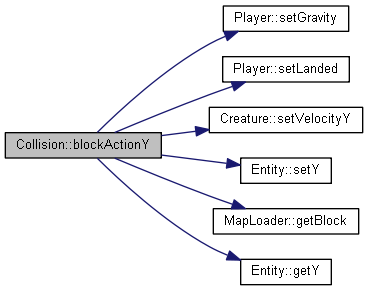 Player::setGravity
Player::setLanded
Creature::setVelocityY
Collision::blockActionY
Entity::setY
MapLoader::getBlock
Entity::getY